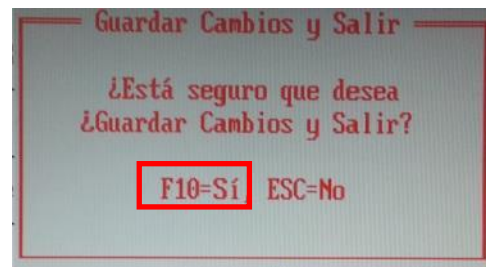 Guardar Cambios y Salir
¿Está seguro que desea
¿Guardar Cambios y Salir?
F10=Sí, ESC=No